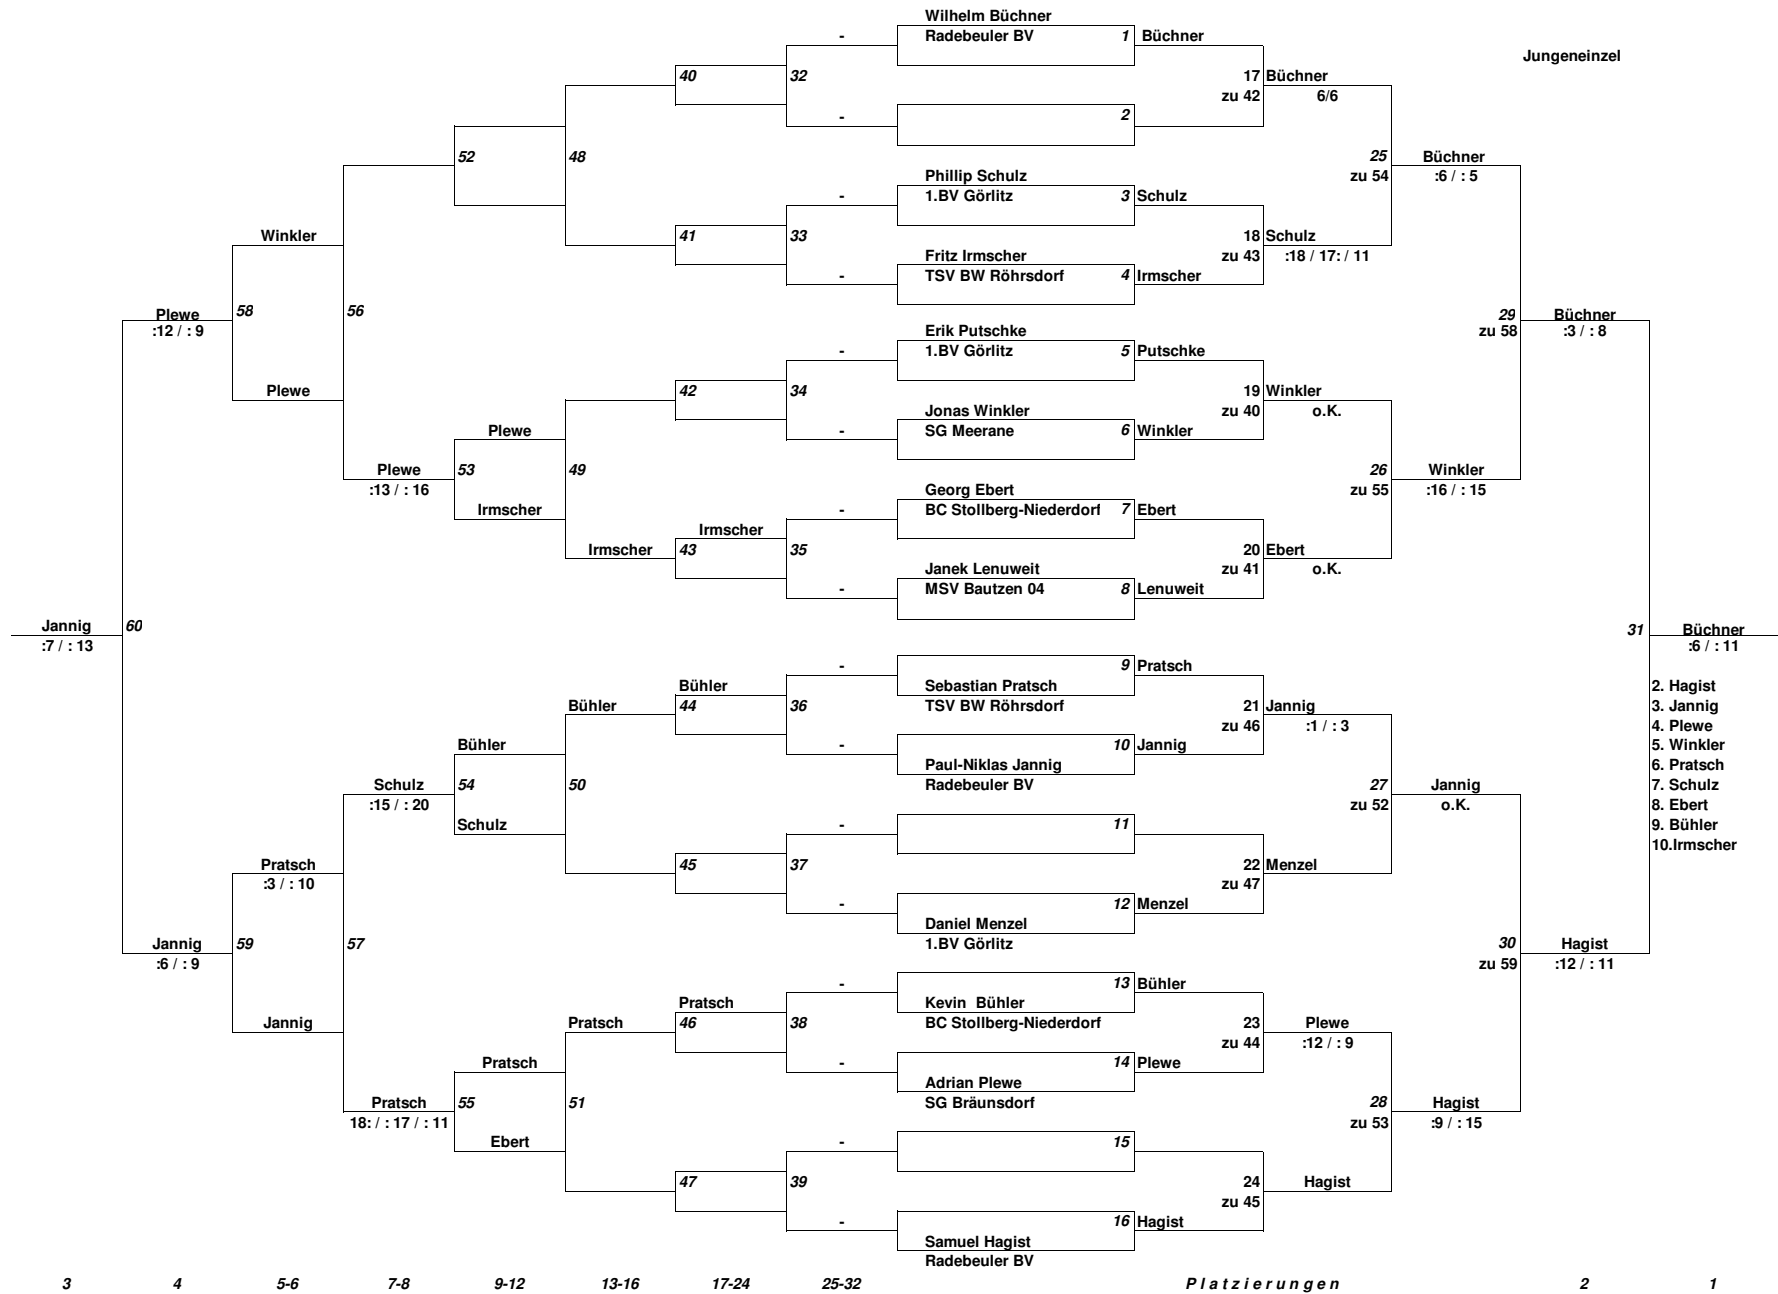 Wilhelm Büchner
- Radebeuler BV 1 Büchner
Jungeneinzel
40 32 17 Büchner
zu 42 6/6
- 2
52 48 25 Büchner
Phillip Schulz zu 54 :6 / : 5
- 1.BV Görlitz 3 Schulz
Winkler 41 33 18 Schulz
Fritz Irmscher zu 43 :18 / 17: / 11
- TSV BW Röhrsdorf 4 Irmscher
Plewe 58 56 29 Büchner
:12 / : 9 Erik Putschke zu 58 :3 / : 8
- 1.BV Görlitz 5 Putschke
Plewe 42 34 19 Winkler
Jonas Winkler zu 40 o.K.
Plewe - SG Meerane 6 Winkler
Plewe 53 49 26 Winkler
:13 / : 16 Georg Ebert zu 55 :16 / : 15
Irmscher - BC Stollberg-Niederdorf 7 Ebert
Irmscher
Irmscher 43 35 20 Ebert
Janek Lenuweit zu 41 o.K.
- MSV Bautzen 04 8 Lenuweit
Jannig 60 31 Büchner
:7 / : 13 :6 / : 11
- 9 Pratsch
Bühler Sebastian Pratsch 2. Hagist
Bühler 44 36 TSV BW Röhrsdorf 21 Jannig 3. Jannig
zu 46 :1 / : 3 4. Plewe
Bühler - 10 Jannig 5. Winkler
Paul-Niklas Jannig 6. Pratsch
Schulz 54 50 Radebeuler BV 27 Jannig 7. Schulz
:15 / : 20 zu 52 o.K. 8. Ebert
Schulz - 11 9. Bühler
10.Irmscher
Pratsch 45 37 22 Menzel
:3 / : 10 zu 47
- 12 Menzel
Daniel Menzel
Jannig 59 57 1.BV Görlitz 30 Hagist
:6 / : 9 zu 59 :12 / : 11
- 13 Bühler
Pratsch Kevin Bühler
Jannig Pratsch 46 38 BC Stollberg-Niederdorf 23 Plewe
zu 44 :12 / : 9
Pratsch - 14 Plewe
Adrian Plewe
Pratsch 55 51 SG Bräunsdorf 28 Hagist
18: / : 17 / : 11 zu 53 :9 / : 15
Ebert - 15
47 39 24 Hagist
zu 45
- 16 Hagist
Samuel Hagist
Radebeuler BV
3 4 5-6 7-8 9-12 13-16 17-24 25-32 Platzierungen 2 1